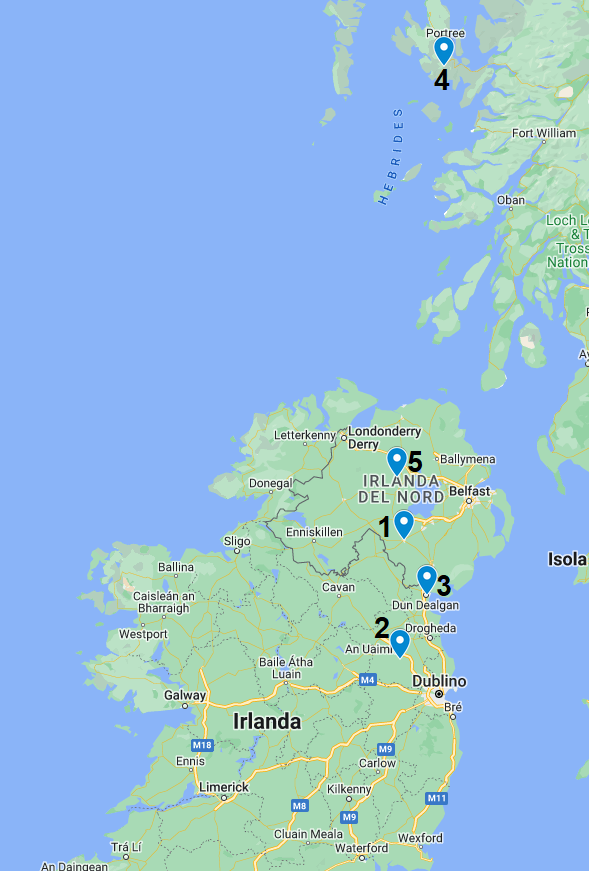 Portree
4
HEBRIDES
Fort William
Oban
Loch L
& T
Tross
Nation
Ay
Londonderry
Derry
Letterkenny
5
Ballymena
Donegal
IRLANDA
DEL NORD
Belfast
1
Enniskillen
Sligo
Isola
Ballina
Cavan
3
Caisleán an
Bharraigh
Dun Dealgan
Westport
2
Drogheda
An Uaimh
Baile Átha
Luain
M4
Dublino
Galway
Bré
Irlanda
M18
M9
Ennis
Carlow
Limerick
Kilkenny
M11
M8
M9
Cluain Meala
Wexford
Trá Lí
Waterford
An Daingean